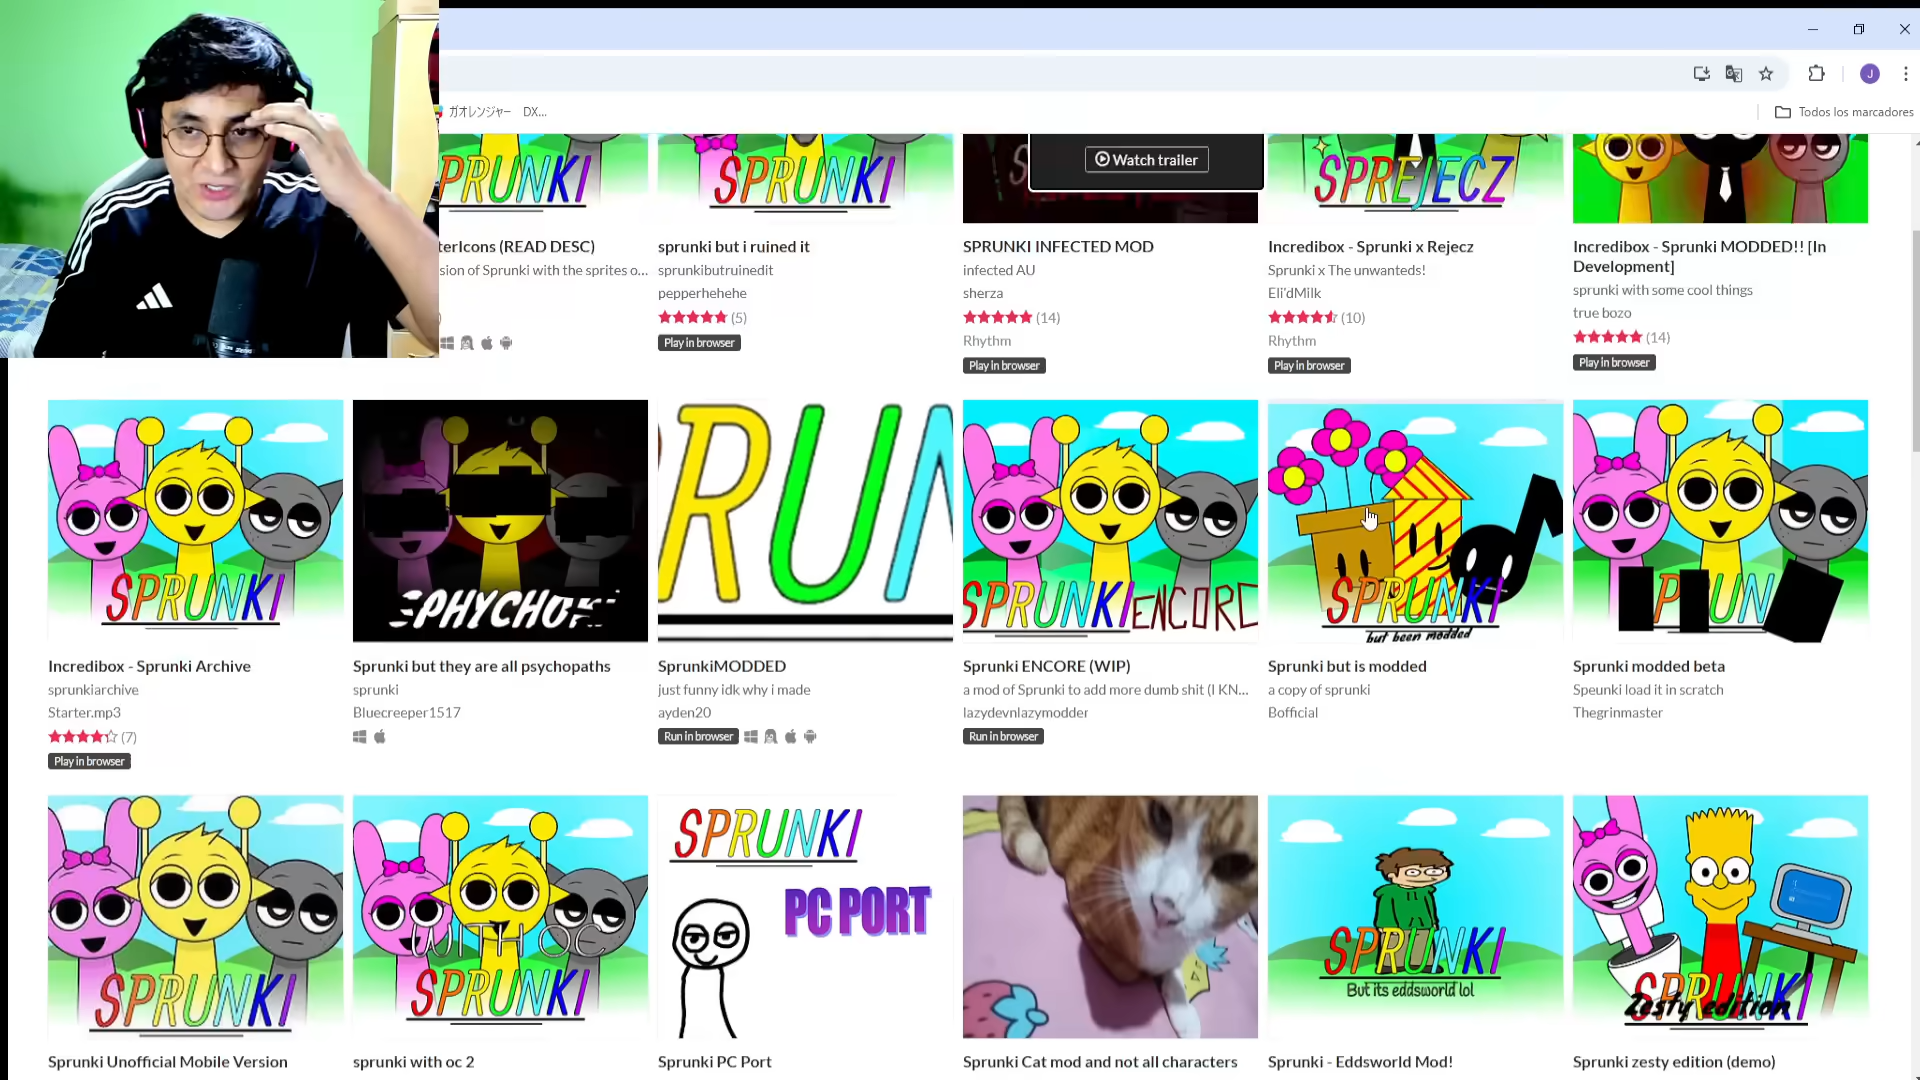 ガオレンジャー DX...
Todos los marcadores
J
SPRUNKI
SPRUNKI
Watch trailer
SPREJECZ
terIcons (READ DESC)
sion of Sprunki with the sprites o...
sprunki but i ruined it
sprunkibutruinedit
pepperhehehe
(5)
Play in browser
SPRUNKI INFECTED MOD
infected AU
sherza
(14)
Rhythm
Play in browser
Incredibox - Sprunki x Rejecz
Sprunki x The unwanteds!
Eli'dMilk
(10)
Rhythm
Play in browser
Incredibox - Sprunki MODDED!! [In
Development]
sprunki with some cool things
true bozo
(14)
Play in browser
SPRUNKI
Incredibox - Sprunki Archive
sprunkiarchive
Starter.mp3
(7)
Play in browser
Sprunki but they are all psychopaths
sprunki
Bluecreeper1517
RUN
SprunkiMODDED
just funny idk why i made
ayden20
Run in browser
SPRUNKI ENCORE
Sprunki ENCORE (WIP)
a mod of Sprunki to add more dumb shit (I KN...
lazydevnlazymodder
Run in browser
SPRUNKI
but been modded
Sprunki but is modded
a copy of sprunki
Bofficial
P UN
Sprunki modded beta
Speunki load it in scratch
Thegrinmaster
SPRUNKI
Sprunki Unofficial Mobile Version
WITH OC
SPRUNKI
sprunki with oc 2
SPRUNKI
PC PORT
Sprunki PC Port
Sprunki Cat mod and not all characters
SPRUNKI
But its eddsworld lol
Sprunki - Eddsworld Mod!
SPRUNKI
Zesty edition
Sprunki zesty edition (demo)